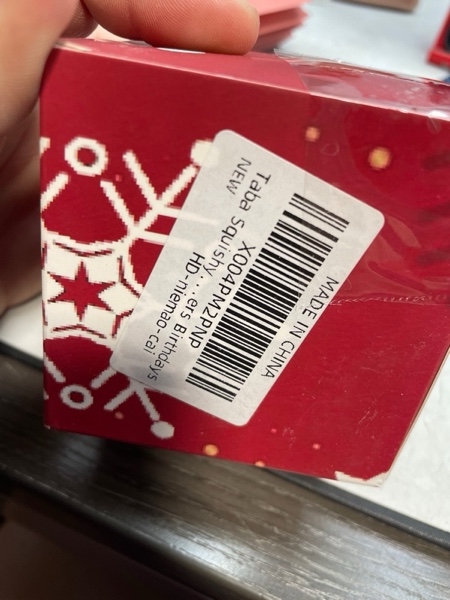 MADE IN CHINA
X004PM2PNP
Taba Squishy...ers Birthdays
NEW
HD-niemao-cai